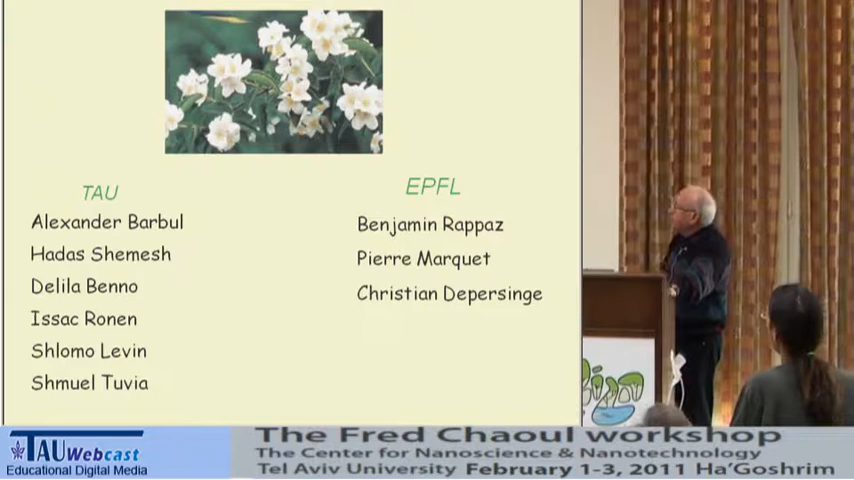 TAU
Alexander Barbul
Hadas Shemesh
Delila Benno
Issac Ronen
Shlomo Levin
Shmuel Tuvia
EPFL
Benjamin Rappaz
Pierre Marquet
Christian Depersinge
TAU Webcast
Educational Digital Media
The Fred Chaoul workshop
The Center for Nanoscience & Nanotechnology
Tel Aviv University February 1-3, 2011 Ha'Goshrim